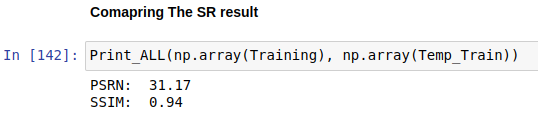 Comapring The SR result
In [142]: Print_ALL(np.array(Training), np.array(Temp_Train))
PSRN:  31.17
SSIM:  0.94